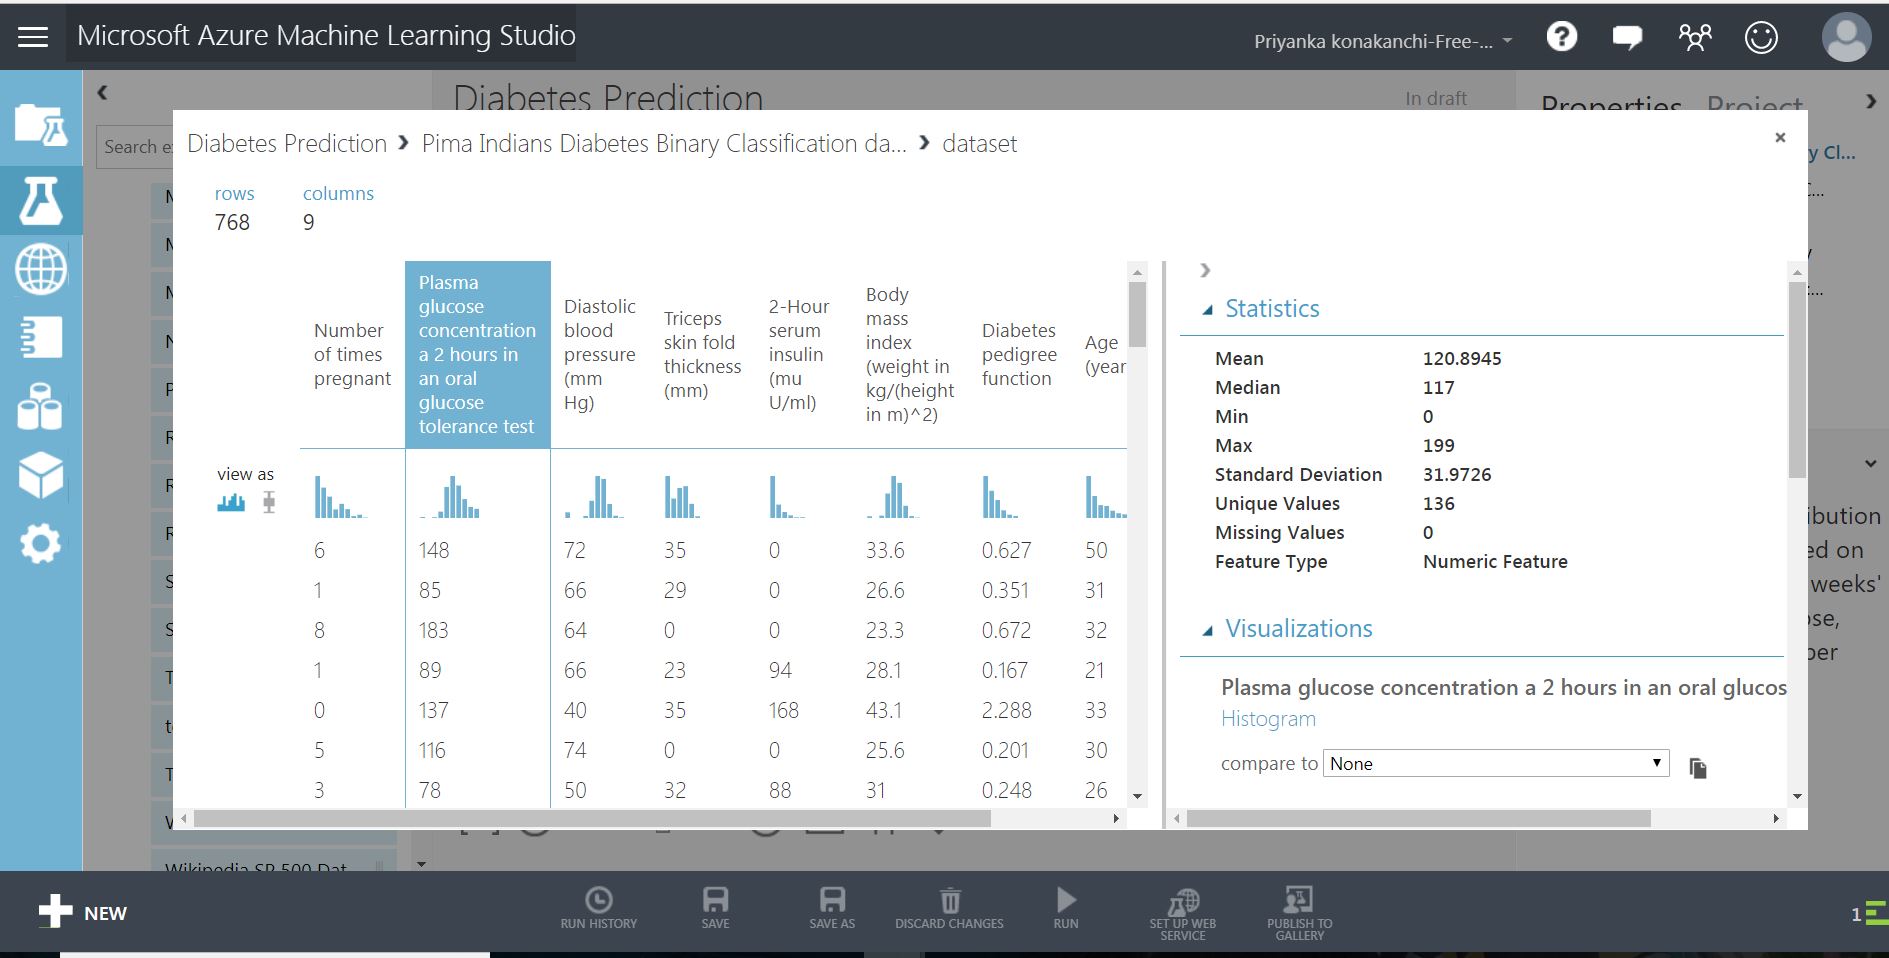 Microsoft Azure Machine Learning Studio
Priyanka konakanchi-Free-...
Diabetes Prediction
In draft
Properties Project
Search e
Diabetes Prediction > Pima Indians Diabetes Binary Classification da... > dataset
y Cl...
rows columns
768 9
Number of times pregnant
Plasma glucose concentration a 2 hours in an oral glucose tolerance test
Diastolic blood pressure (mm Hg)
Triceps skin fold thickness (mm)
2-Hour serum insulin (mu U/ml)
Body mass index (weight in kg/(height in m)^2)
Diabetes pedigree function
Age (year
view as
6 148 72 35 0 33.6 0.627 50
1 85 66 29 0 26.6 0.351 31
8 183 64 0 0 23.3 0.672 32
1 89 66 23 94 28.1 0.167 21
0 137 40 35 168 43.1 2.288 33
5 116 74 0 0 25.6 0.201 30
3 78 50 32 88 31 0.248 26
Statistics
Mean 120.8945
Median 117
Min 0
Max 199
Standard Deviation 31.9726
Unique Values 136
Missing Values 0
Feature Type Numeric Feature
Visualizations
Plasma glucose concentration a 2 hours in an oral glucos
Histogram
compare to None
ibution
ed on
weeks'
ose,
per
Wikipedia SP 500 Dat
NEW
RUN HISTORY
SAVE
SAVE AS
DISCARD CHANGES
RUN
SET UP WEB SERVICE
PUBLISH TO GALLERY
1